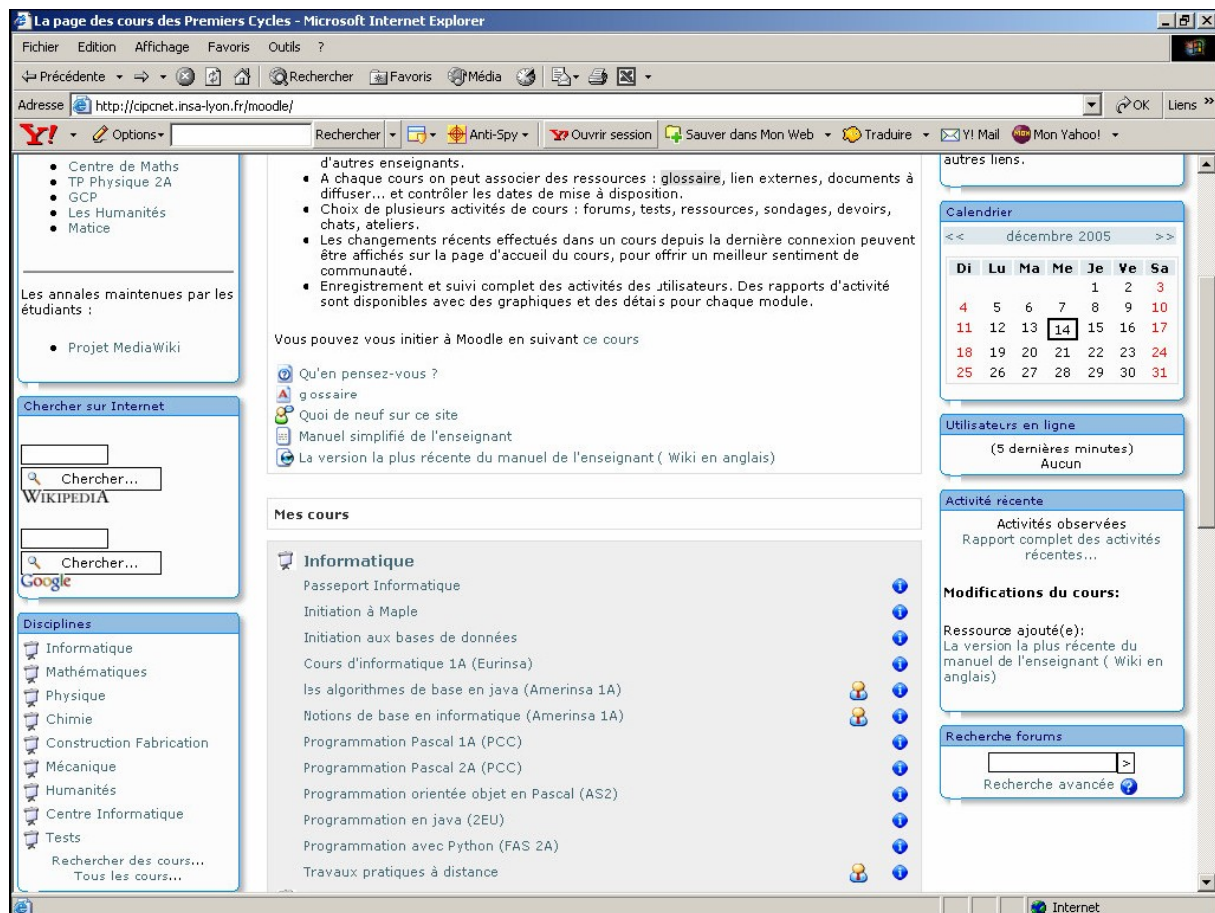 La page des cours des Premiers Cycles - Microsoft Internet Explorer
Fichier Edition Affichage Favoris Outils ?
Précédente Rechercher Favoris Média
Adresse http://cipcnet.insa-lyon.fr/moodle/ OK Liens »
Y! Options Rechercher Anti-Spy Ouvrir session Sauver dans Mon Web Traduire Y! Mail Mon Yahoo!
Centre de Maths
TP Physique 2A
GCP
Les Humanités
Matice
Les annales maintenues par les
étudiants :
Projet MediaWiki
Chercher sur Internet
Chercher...
WIKIPEDIA
Chercher...
Google
Disciplines
Informatique
Mathématiques
Physique
Chimie
Construction Fabrication
Mécanique
Humanités
Centre Informatique
Tests
Rechercher des cours...
Tous les cours...
d'autres enseignants.
A chaque cours on peut associer des ressources : glossaire, lien externes, documents à
diffuser... et contrôler les dates de mise à disposition.
Choix de plusieurs activités de cours : forums, tests, ressources, sondages, devoirs,
chats, ateliers.
Les changements récents effectués dans un cours depuis la dernière connexion peuvent
être affichés sur la page d'accueil du cours, pour offrir un meilleur sentiment de
communauté.
Enregistrement et suivi complet des activités des utilisateurs. Des rapports d'activité
sont disponibles avec des graphiques et des détails pour chaque module.
Vous pouvez vous initier à Moodle en suivant ce cours
Qu'en pensez-vous ?
glossaire
Quoi de neuf sur ce site
Manuel simplifié de l'enseignant
La version la plus récente du manuel de l'enseignant ( Wiki en anglais)
Mes cours
Informatique
Passeport Informatique
Initiation à Maple
Initiation aux bases de données
Cours d'informatique 1A (Eurinsa)
les algorithmes de base en java (Amerinsa 1A)
Notions de base en informatique (Amerinsa 1A)
Programmation Pascal 1A (PCC)
Programmation Pascal 2A (PCC)
Programmation orientée objet en Pascal (AS2)
Programmation en java (2EU)
Programmation avec Python (FAS 2A)
Travaux pratiques à distance
autres liens.
Calendrier
<< décembre 2005 >>
Di Lu Ma Me Je Ve Sa
1 2 3
4 5 6 7 8 9 10
11 12 13 14 15 16 17
18 19 20 21 22 23 24
25 26 27 28 29 30 31
Utilisateurs en ligne
(5 dernières minutes)
Aucun
Activité récente
Activités observées
Rapport complet des activités
récentes...
Modifications du cours:
Ressource ajouté(e):
La version la plus récente du
manuel de l'enseignant ( Wiki en
anglais)
Recherche forums
>
Recherche avancée
Internet